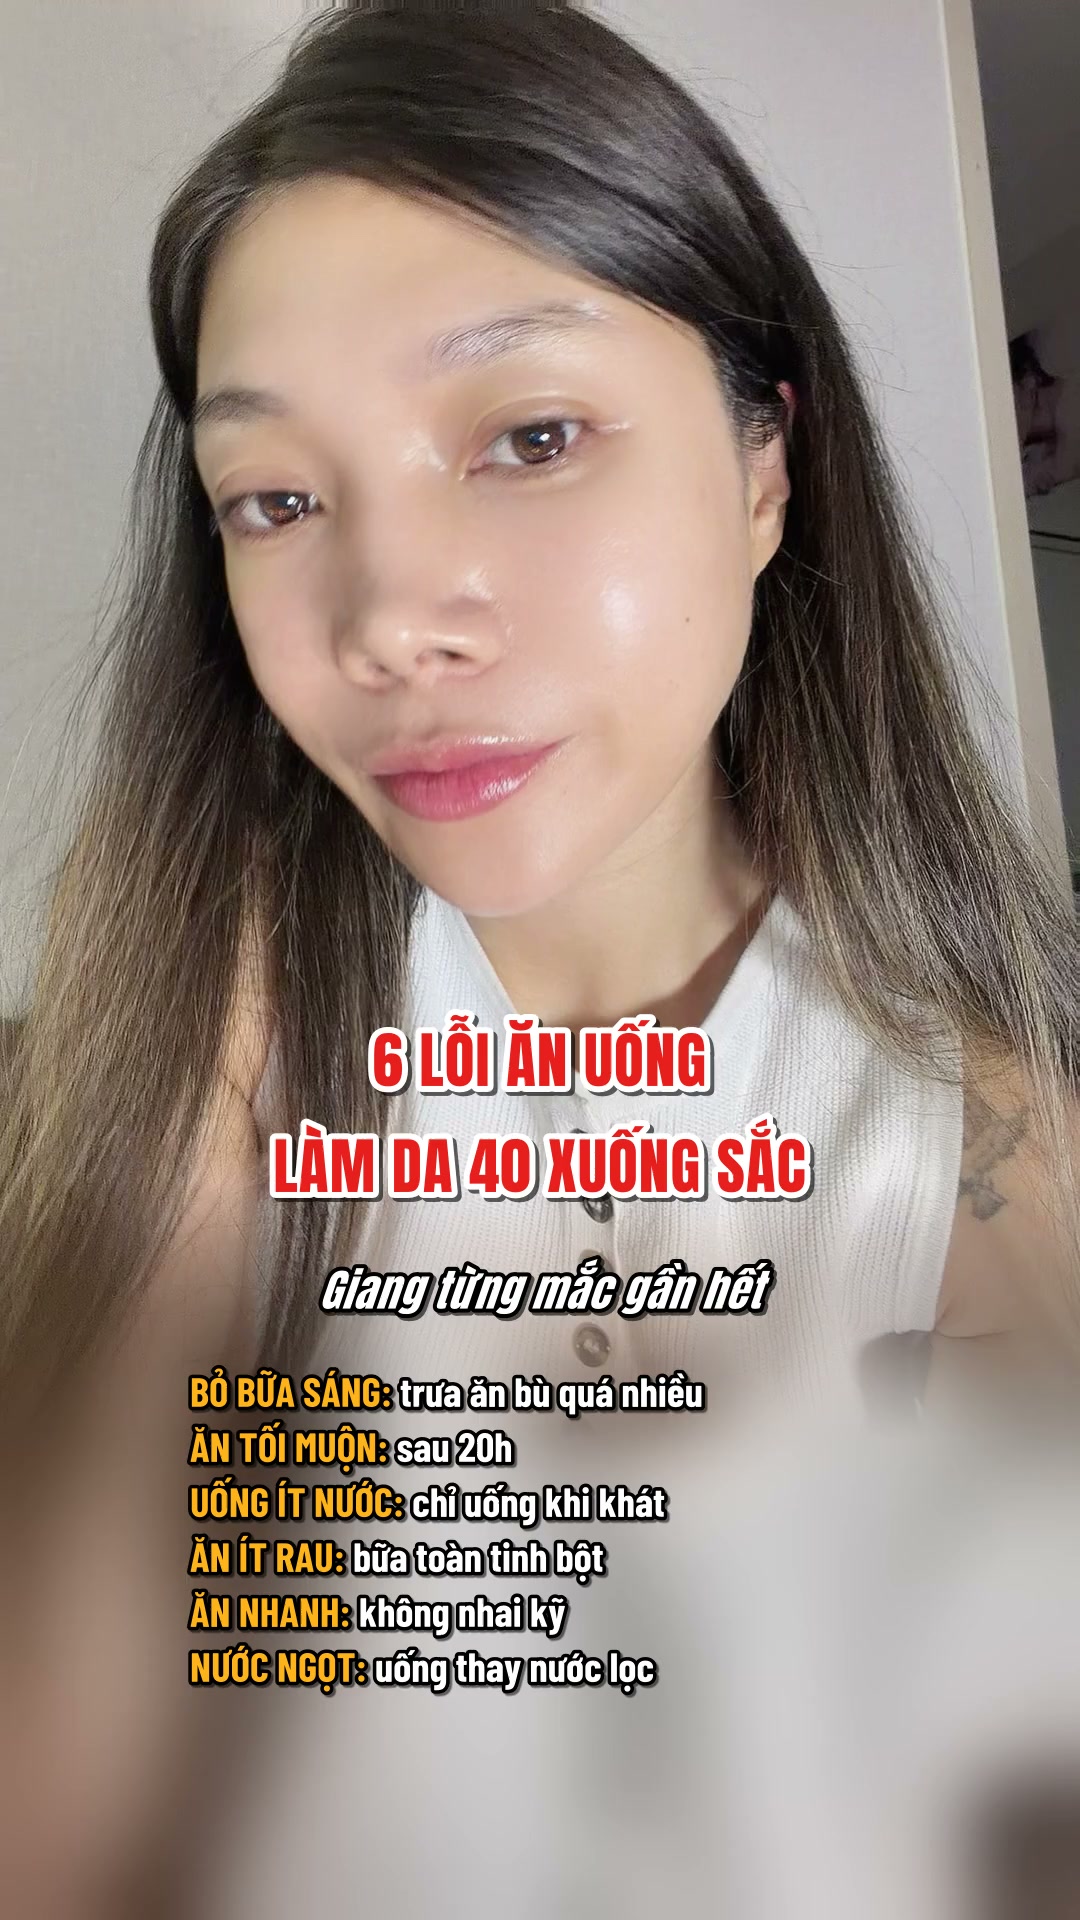 6 LỖI ĂN UỐNG
LÀM DA 40 XUỐNG SẮC
Giang từng mắc gần hết
BỎ BỮA SÁNG: trưa ăn bù quá nhiều
ĂN TỐI MUỘN: sau 20h
UỐNG ÍT NƯỚC: chỉ uống khi khát
ĂN ÍT RAU: bữa toàn tinh bột
ĂN NHANH: không nhai kỹ
NƯỚC NGỌT: uống thay nước lọc